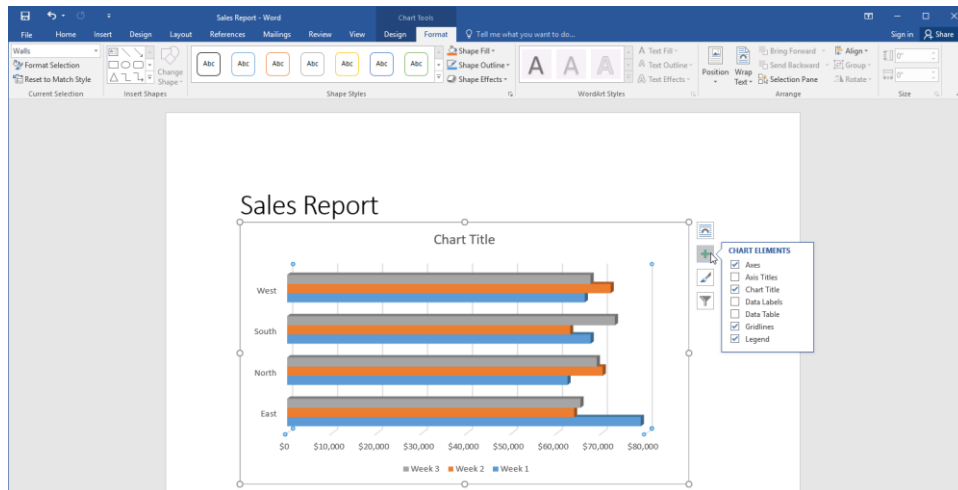 Sales Report - Word
Chart Tools
File Home Insert Design Layout References Mailings Review View Design Format Tell me what you want to do... Sign in Share
Walls
Format Selection
Reset to Match Style
Current Selection
Change Shape
Insert Shapes
Abc Abc Abc Abc Abc Abc Abc
Shape Fill
Shape Outline
Shape Effects
Shape Styles
A A A
Text Fill
Text Outline
Text Effects
WordArt Styles
Position
Wrap Text
Bring Forward
Send Backward
Selection Pane
Align
Group
Rotate
Arrange
0"
0"
Size
Sales Report
Chart Title
West
South
North
East
$0 $10,000 $20,000 $30,000 $40,000 $50,000 $60,000 $70,000 $80,000
Week 3 Week 2 Week 1
CHART ELEMENTS
Axes
Axis Titles
Chart Title
Data Labels
Data Table
Gridlines
Legend